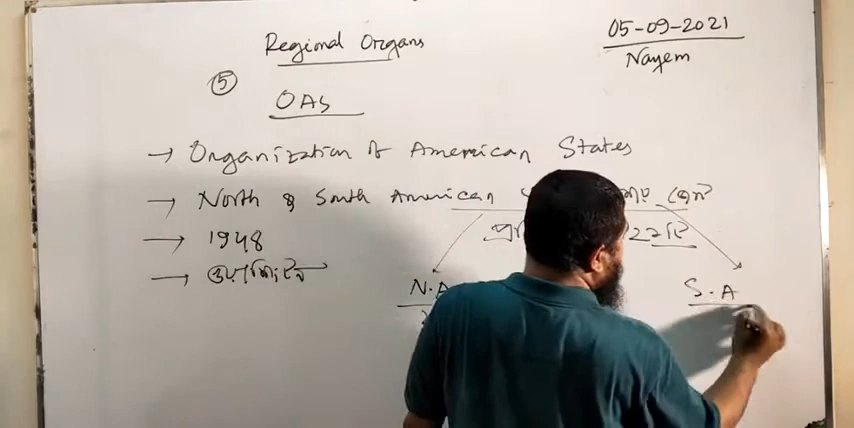 05-09-2021
Nayem
Regional Organs
5
OAS
→ Organization of American States
→ North & South American
→ 1948
→ ওয়াশিংটন
N.A
S.A